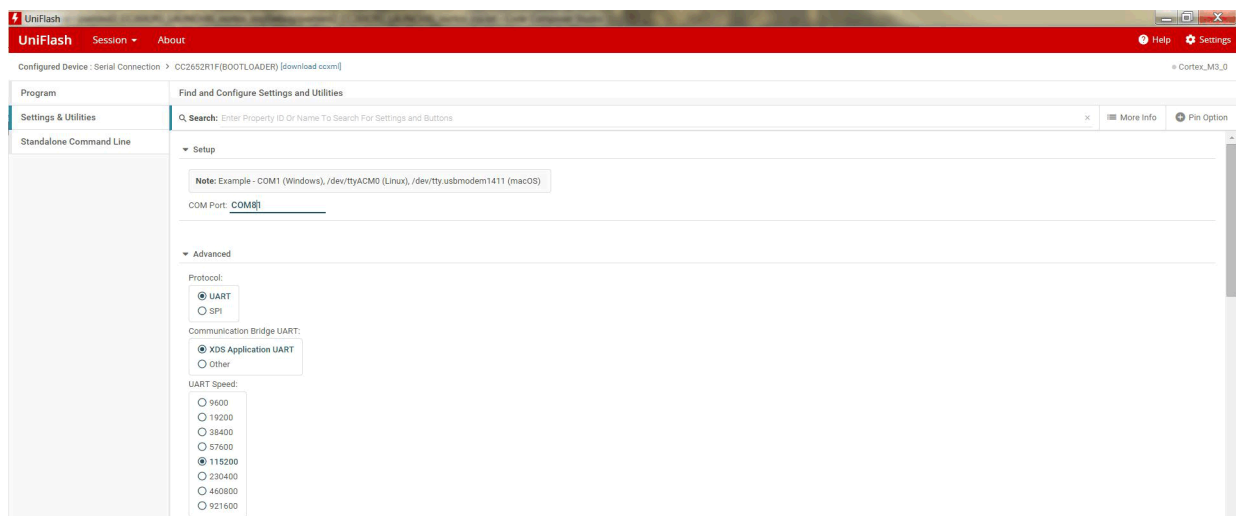 UniFlash
UniFlash Session About Help Settings
Configured Device : Serial Connection > CC2652R1F(BOOTLOADER) [download ccxml] Cortex_M3_0
Program
Settings & Utilities
Standalone Command Line
Find and Configure Settings and Utilities
Search: Enter Property ID Or Name To Search For Settings and Buttons × More Info Pin Option
Setup
Note: Example - COM1 (Windows), /dev/ttyACM0 (Linux), /dev/tty.usbmodem1411 (macOS)
COM Port: COM81
Advanced
Protocol:
UART
SPI
Communication Bridge UART:
XDS Application UART
Other
UART Speed:
9600
19200
38400
57600
115200
230400
460800
921600